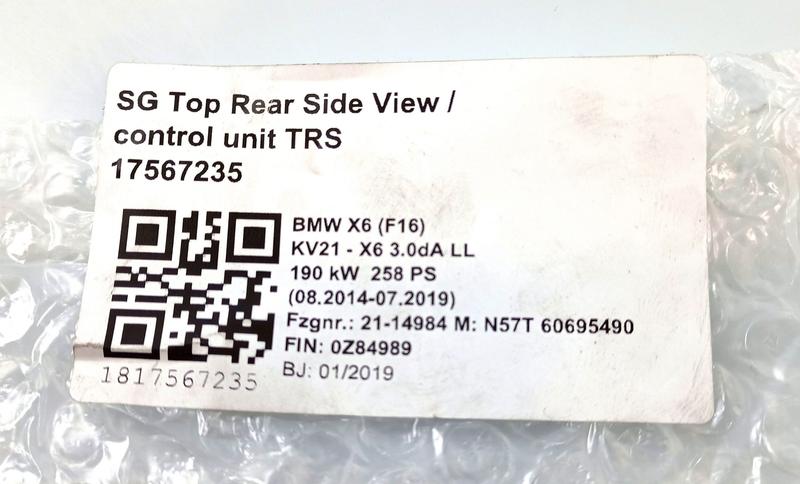 SG Top Rear Side View /
control unit TRS
17567235
BMW X6 (F16)
KV21 - X6 3.0dA LL
190 kW 258 PS
(08.2014-07.2019)
Fzgnr.: 21-14984 M: N57T 60695490
FIN: 0Z84989
BJ: 01/2019
1817567235